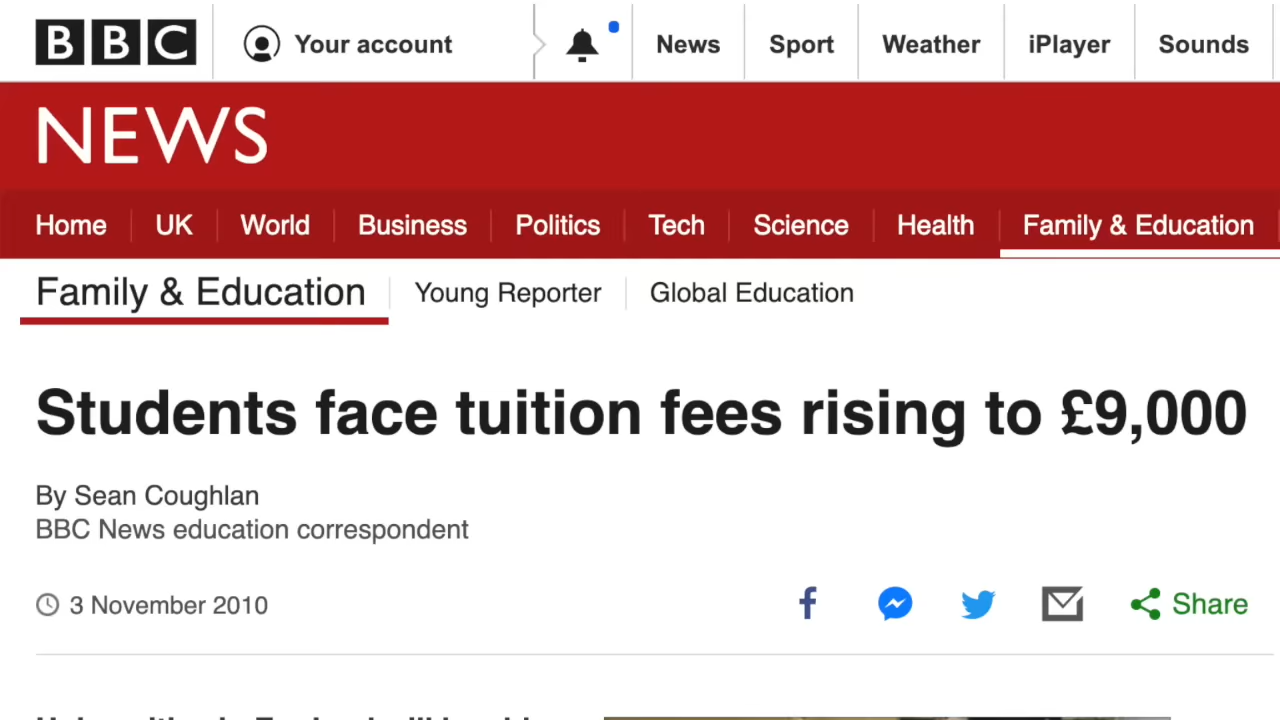 BBC Your account News Sport Weather iPlayer Sounds
NEWS
Home UK World Business Politics Tech Science Health Family & Education
Family & Education Young Reporter Global Education
Students face tuition fees rising to £9,000
By Sean Coughlan
BBC News education correspondent
3 November 2010 Share